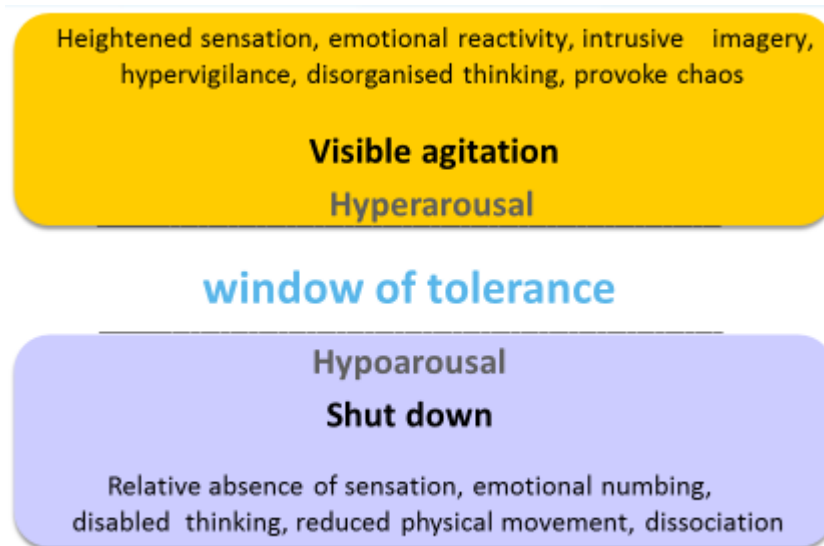 Heightened sensation, emotional reactivity, intrusive imagery,
hypervigilance, disorganised thinking, provoke chaos
Visible agitation
Hyperarousal
window of tolerance
Hypoarousal
Shut down
Relative absence of sensation, emotional numbing,
disabled thinking, reduced physical movement, dissociation